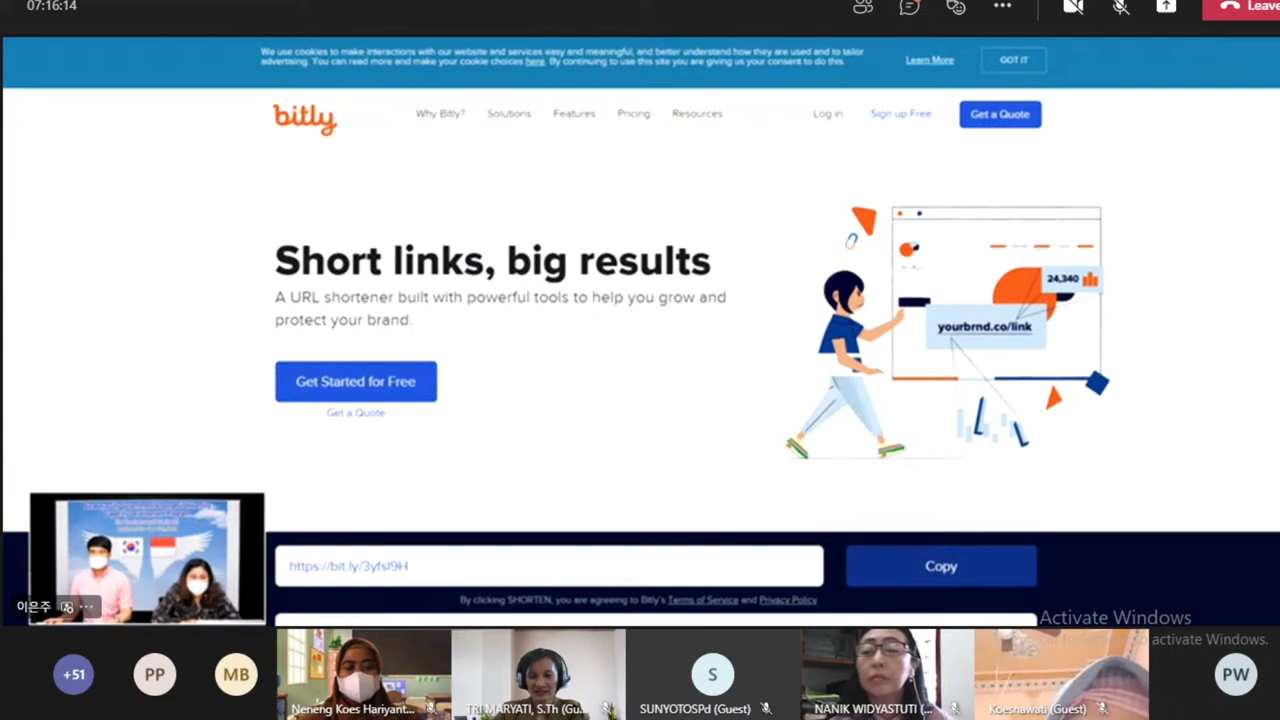 07:16:14
Leave
We use cookies to make interactions with our website and services easy and meaningful, and better understand how they are used and to tailor
advertising. You can read more and make your cookie choices here. By continuing to use this site you are giving us your consent to do this.
Learn More
GOT IT
bitly
Why Bitly?
Solutions
Features
Pricing
Resources
Log in
Sign up Free
Get a Quote
Short links, big results
A URL shortener built with powerful tools to help you grow and
protect your brand.
Get Started for Free
Get a Quote
24,340
yourbrnd.co/link
이은주
https://bit.ly/3yfsI9H
Copy
By clicking SHORTEN, you are agreeing to Bitly's Terms of Service and Privacy Policy
Activate Windows
activate Windows.
+51
PP
MB
Neneng Koes Hariyant...
TRI MARYATI, S.Th (Gu...
S
SUNYOTOSPd (Guest)
NANIK WIDYASTUTI (...
Koesnawati (Guest)
PW